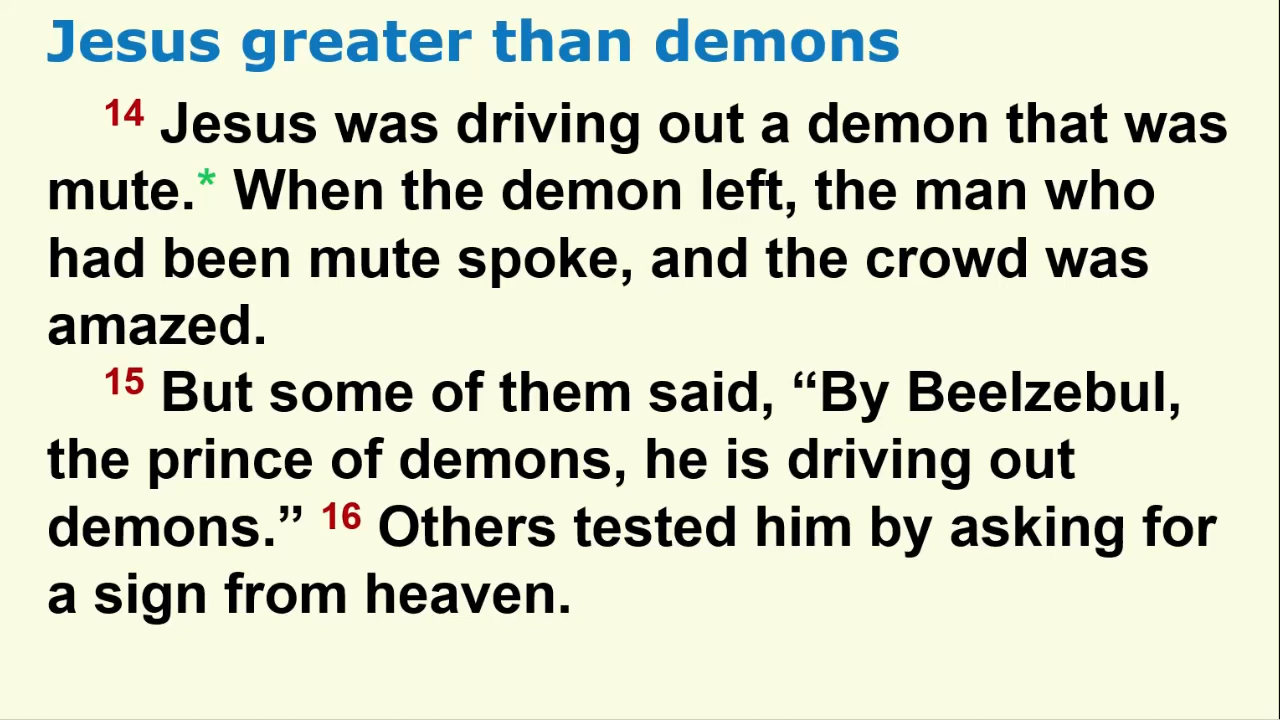 Jesus greater than demons
14 Jesus was driving out a demon that was
mute.* When the demon left, the man who
had been mute spoke, and the crowd was
amazed.
15 But some of them said, “By Beelzebul,
the prince of demons, he is driving out
demons.” 16 Others tested him by asking for
a sign from heaven.